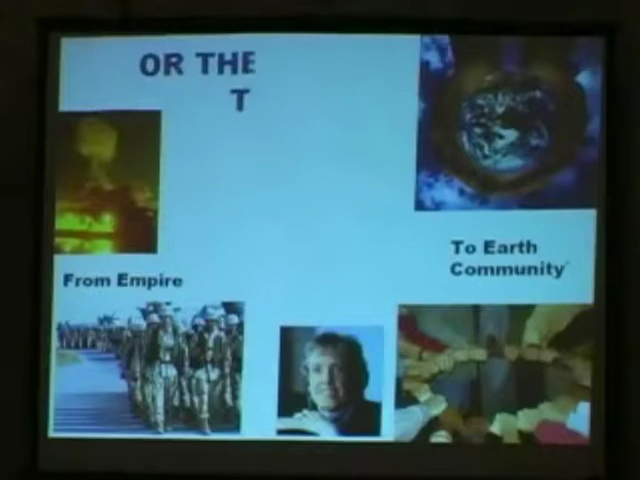 OR THE
T
From Empire
To Earth
Community